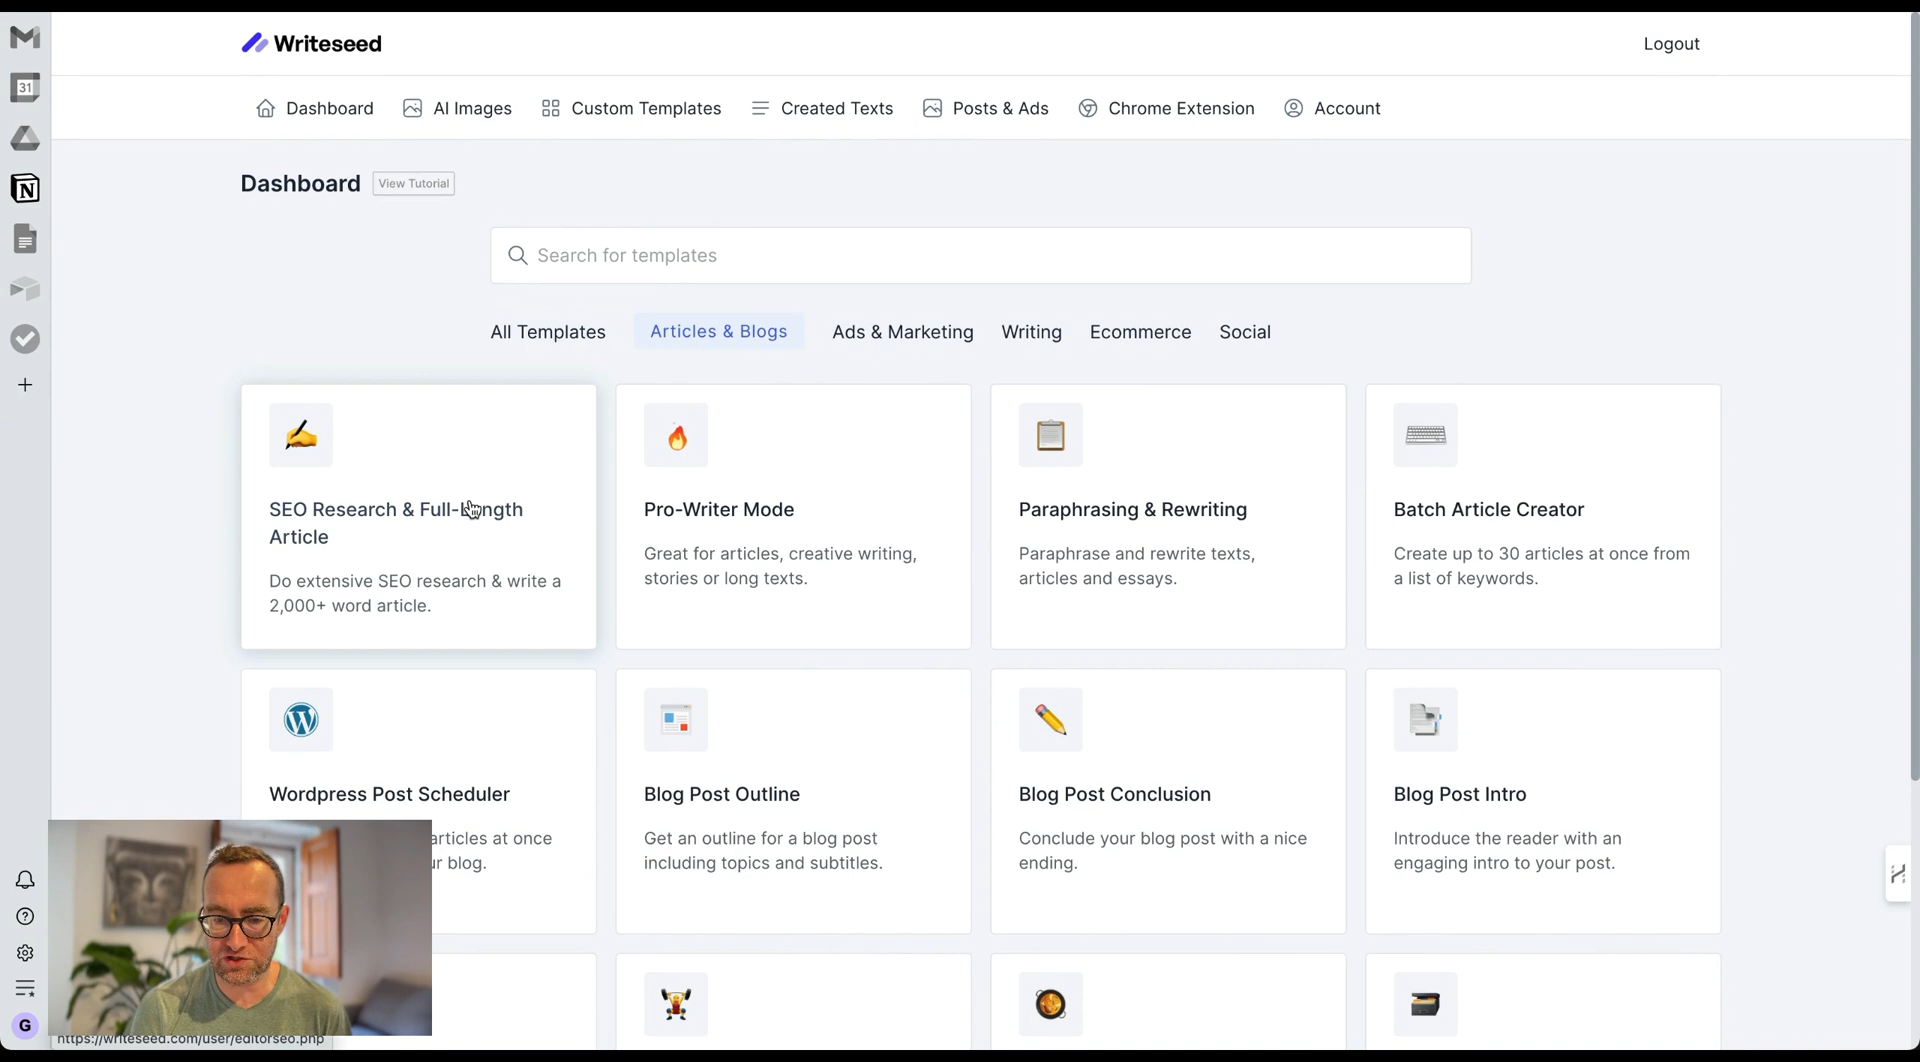 Writeseed
Logout
31
Dashboard
AI Images
Custom Templates
Created Texts
Posts & Ads
Chrome Extension
Account
Dashboard
View Tutorial
Search for templates
All Templates
Articles & Blogs
Ads & Marketing
Writing
Ecommerce
Social
SEO Research & Full-Length
Article
Do extensive SEO research & write a
2,000+ word article.
Pro-Writer Mode
Great for articles, creative writing,
stories or long texts.
Paraphrasing & Rewriting
Paraphrase and rewrite texts,
articles and essays.
Batch Article Creator
Create up to 30 articles at once from
a list of keywords.
Wordpress Post Scheduler
articles at once
blog.
Blog Post Outline
Get an outline for a blog post
including topics and subtitles.
Blog Post Conclusion
Conclude your blog post with a nice
ending.
Blog Post Intro
Introduce the reader with an
engaging intro to your post.
G
https://writeseed.com/user/editorseo.php